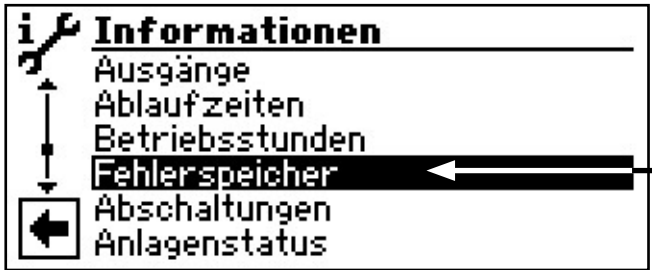 Informationen
Ausgänge
Ablaufzeiten
Betriebsstunden
Fehlerspeicher
Abschaltungen
Anlagenstatus